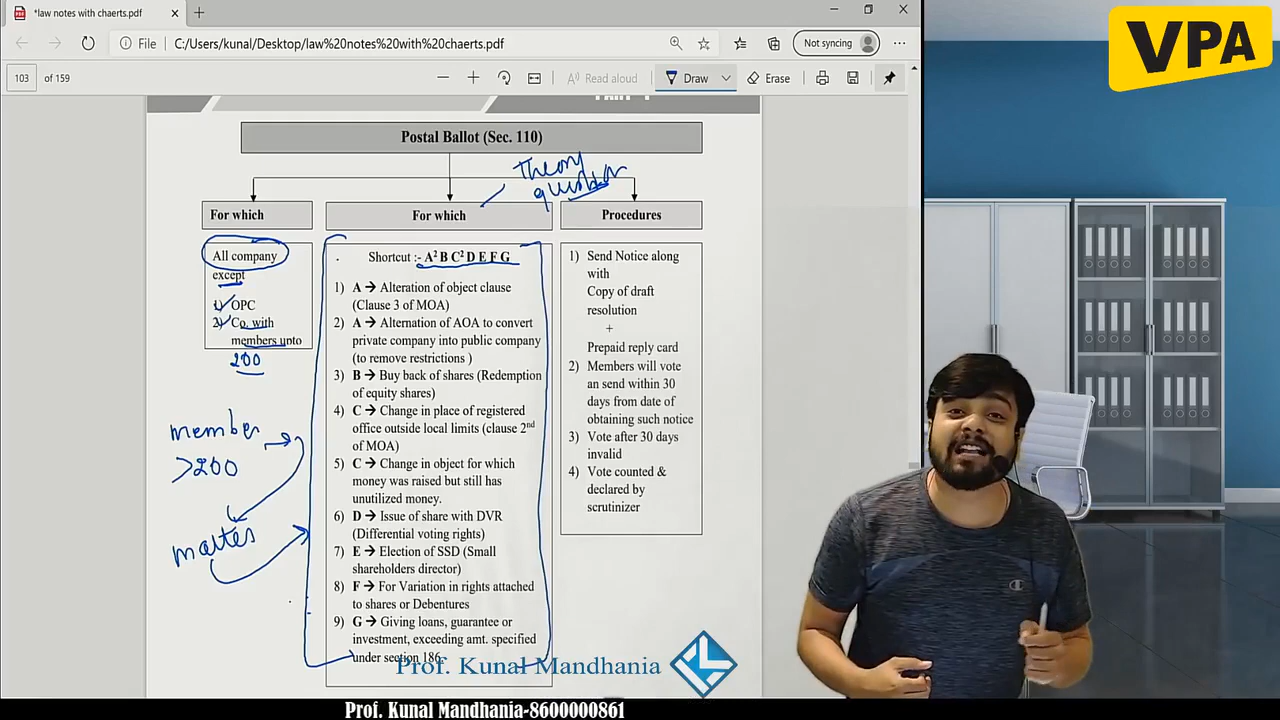 *law notes with chaerts.pdf
File
C:/Users/kunal/Desktop/law%20notes%20with%20chaerts.pdf
Not syncing
103 of 159
Read aloud
Draw
Erase
VPA
Postal Ballot (Sec. 110)
Theory
For which
For which
Procedures
All company
except
1) OPC
2) Co. with
members upto
200
member
>200
Shortcut :- A²B C²D E F G
1) A → Alteration of object clause
(Clause 3 of MOA)
2) A → Alternation of AOA to convert
private company into public company
(to remove restrictions )
3) B → Buy back of shares (Redemption
of equity shares)
4) C → Change in place of registered
office outside local limits (clause 2nd
of MOA)
5) C → Change in object for which
money was raised but still has
unutilized money.
6) D → Issue of share with DVR
(Differential voting rights)
7) E → Election of SSD (Small
shareholders director)
8) F → For Variation in rights attached
to shares or Debentures
9) G → Giving loans, guarantee or
investment, exceeding amt. specified
under section 186
1) Send Notice along
with
Copy of draft
resolution
+
Prepaid reply card
2) Members will vote
an send within 30
days from date of
obtaining such notice
3) Vote after 30 days
invalid
4) Vote counted &
declared by
scrutinizer
Prof. Kunal Mandhania
Prof. Kunal Mandhania-8600000861